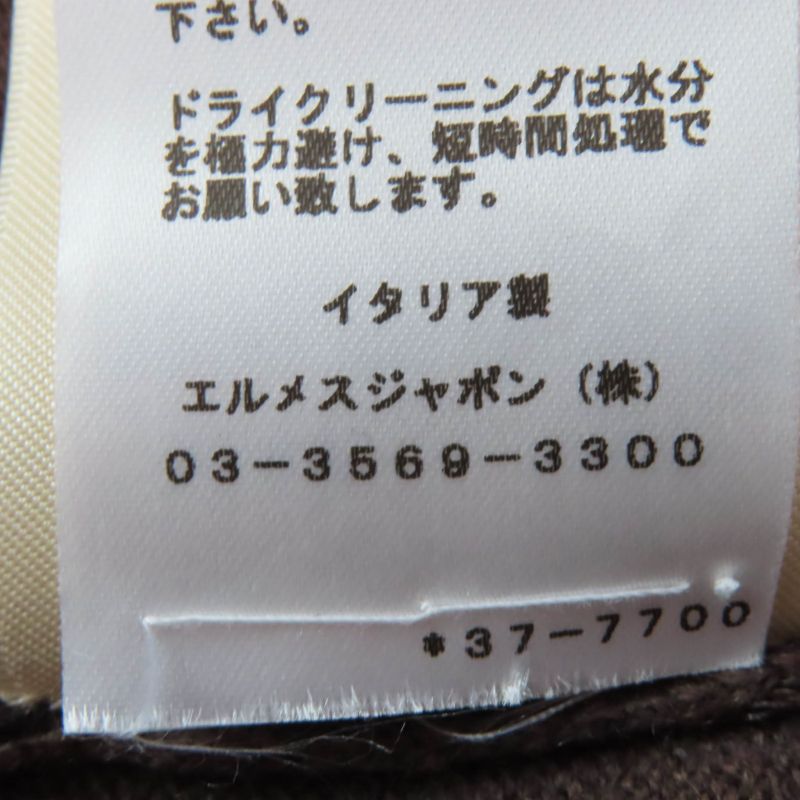 下さい。
ドライクリーニングは水分
を極力避け、短時間処理で
お願い致します。
イタリア製
エルメスジャポン（株）
03-3569-3300
*37-7700